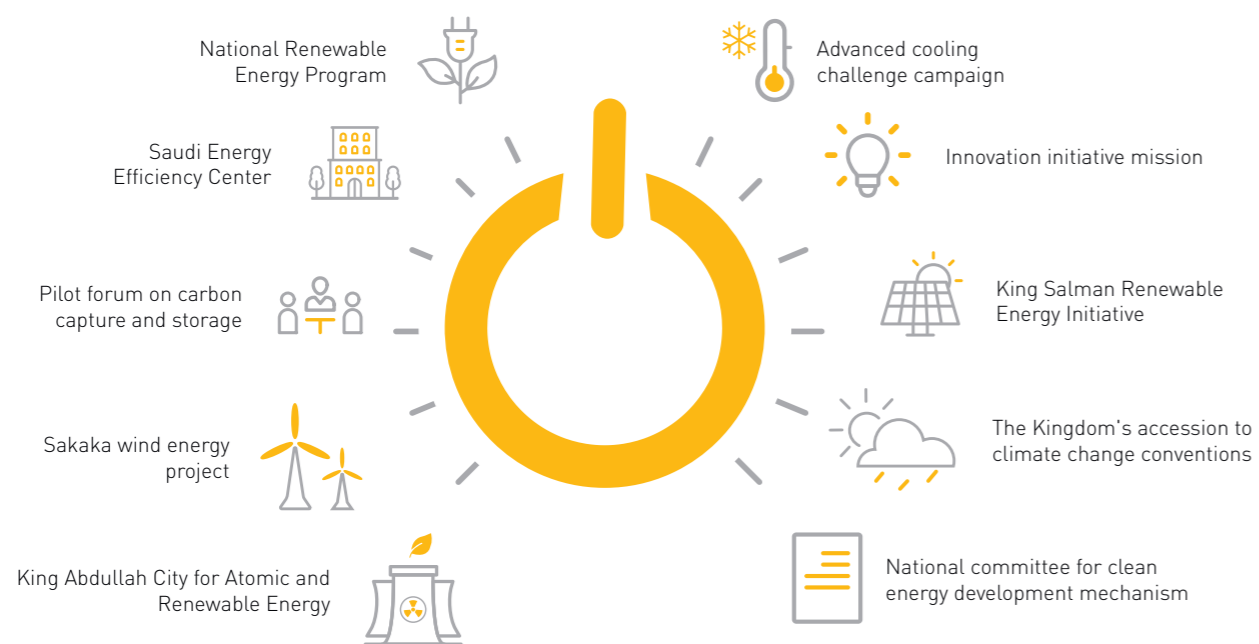 National Renewable
Energy Program
Saudi Energy
Efficiency Center
Pilot forum on carbon
capture and storage
Sakaka wind energy
project
King Abdullah City for Atomic and
Renewable Energy
Advanced cooling
challenge campaign
Innovation initiative mission
King Salman Renewable
Energy Initiative
The Kingdom's accession to
climate change conventions
National committee for clean
energy development mechanism